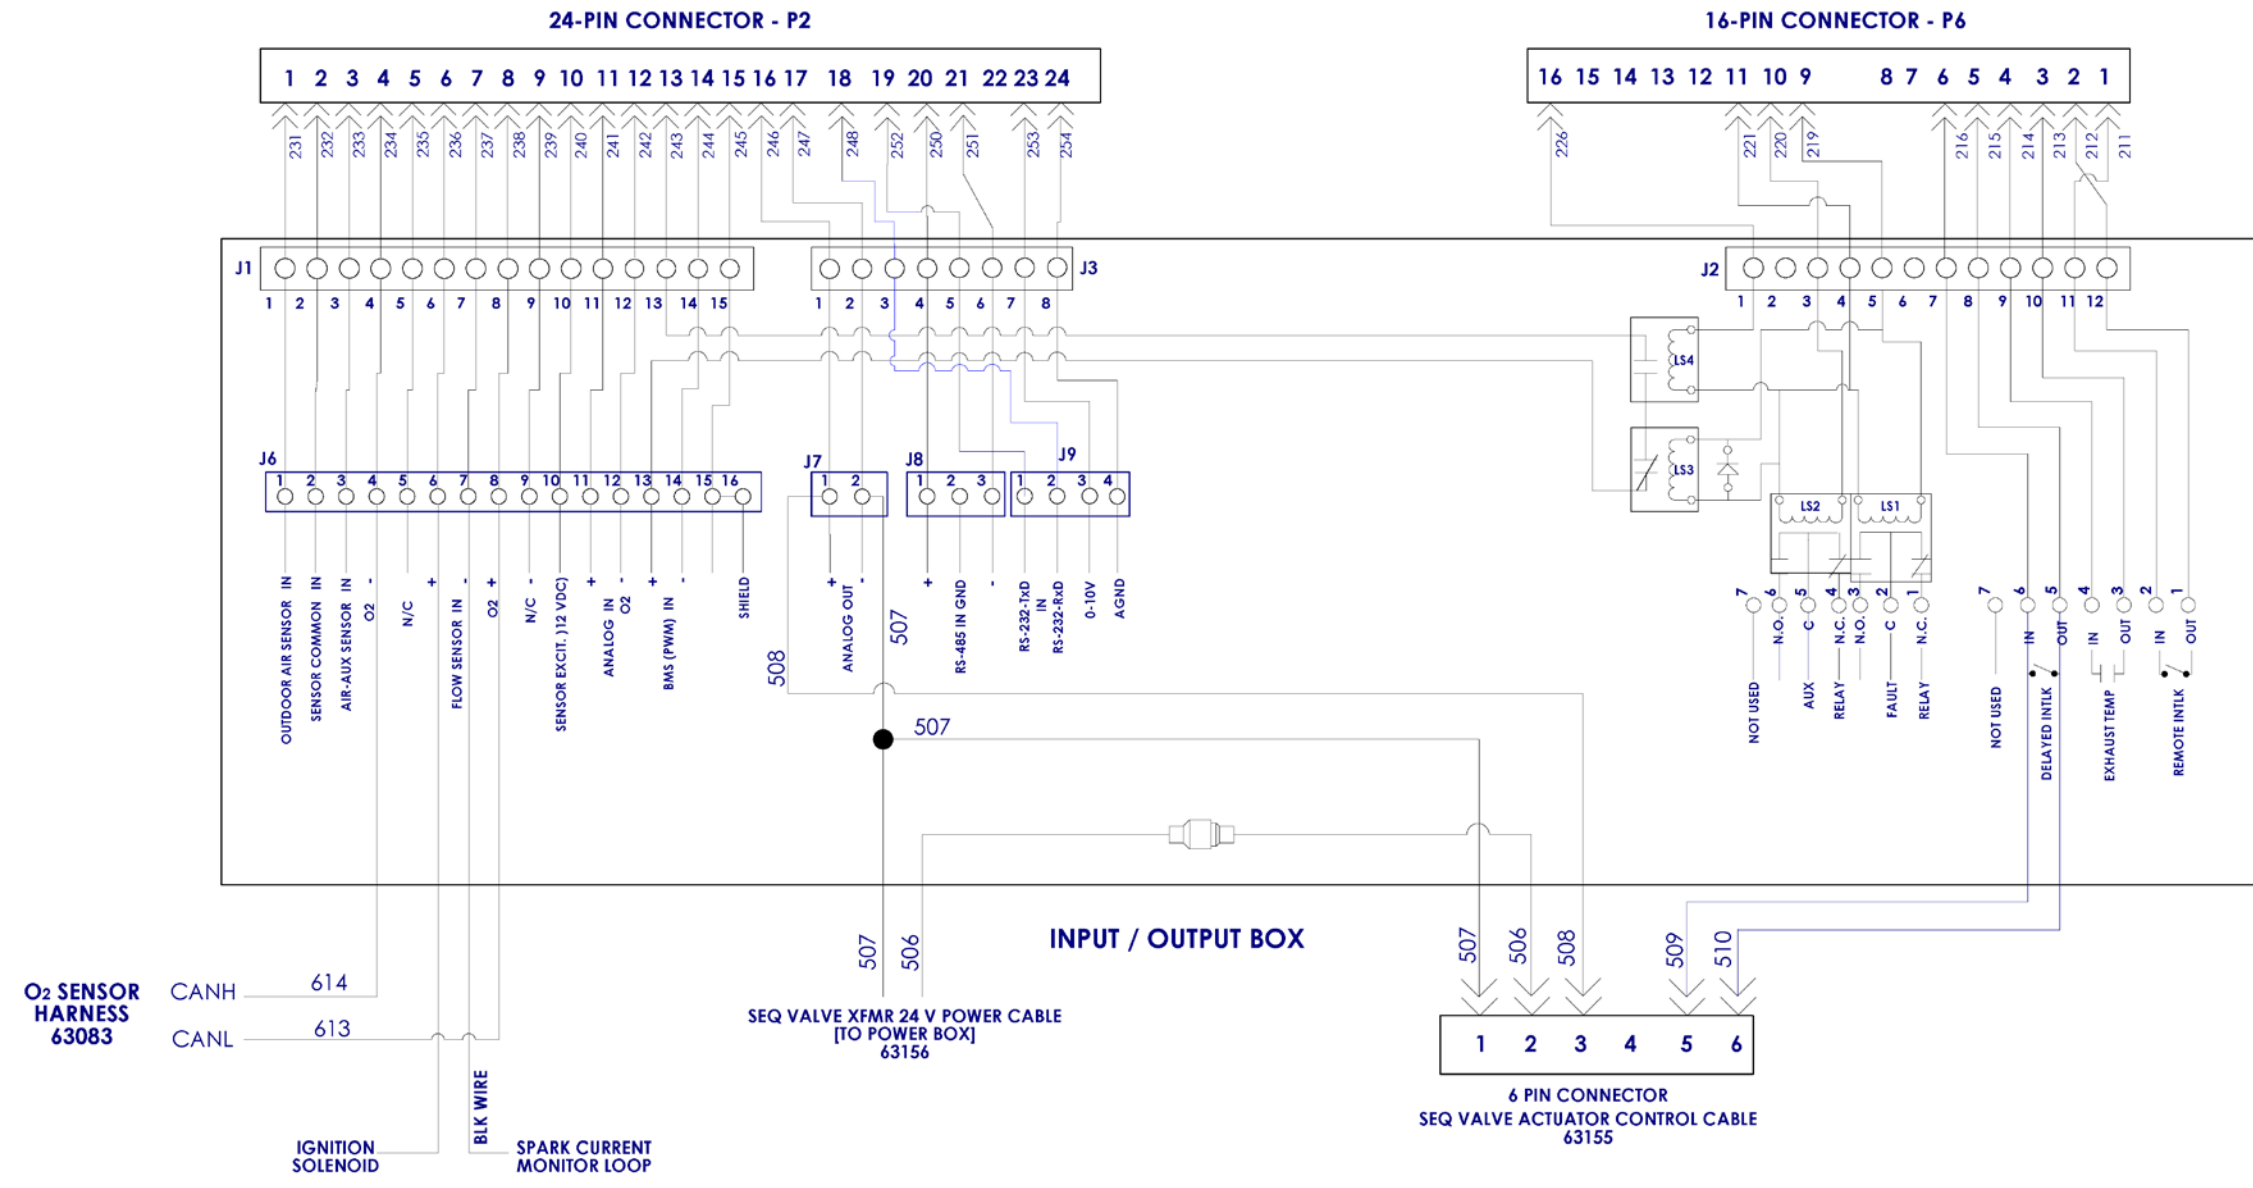 24-PIN CONNECTOR - P2
16-PIN CONNECTOR - P6
1 2 3 4 5 6 7 8 9 10 11 12 13 14 15 16 17 18 19 20 21 22 23 24
16 15 14 13 12 11 10 9 8 7 6 5 4 3 2 1
231 232 233 234 235 236 237 238 239 240 241 242 243 244 245 246 247 248 252 250 251 253 254
226 221 220 219 216 215 214 213 212 211
J1
J3
J2
1 2 3 4 5 6 7 8 9 10 11 12 13 14 15
1 2 3 4 5 6 7 8
1 2 3 4 5 6 7 8 9 10 11 12
LS4
LS3
LS2
LS1
J6
1 2 3 4 5 6 7 8 9 10 11 12 13 14 15 16
J7
1 2
J8
1 2 3
J9
1 2 3 4
OUTDOOR AIR SENSOR IN
SENSOR COMMON IN
AIR-AUX SENSOR IN
O2 -
N/C
+
FLOW SENSOR IN -
O2 +
N/C -
SENSOR EXCIT. )12 VDC)
+
ANALOG IN
O2 -
+
BMS (PWM) IN
-
SHIELD
+
ANALOG OUT -
+
RS-485 IN GND
-
RS-232-TxD
IN
RS-232-RxD
0-10V
AGND
7 6 5 4 3 2 1
NOT USED
N.O.
C
N.C.
AUX
RELAY
N.O.
C
N.C.
FAULT
RELAY
7 6 5 4 3 2 1
NOT USED
IN
OUT
DELAYED INTLK
IN
OUT
EXHAUST TEMP
IN
OUT
REMOTE INTLK
508
507
507
INPUT / OUTPUT BOX
507
506
507
506
508
509
510
O2 SENSOR
HARNESS
63083
CANH
614
CANL
613
SEQ VALVE XFMR 24 V POWER CABLE
[TO POWER BOX]
63156
1 2 3 4 5 6
6 PIN CONNECTOR
SEQ VALVE ACTUATOR CONTROL CABLE
63155
BLK WIRE
IGNITION
SOLENOID
SPARK CURRENT
MONITOR LOOP